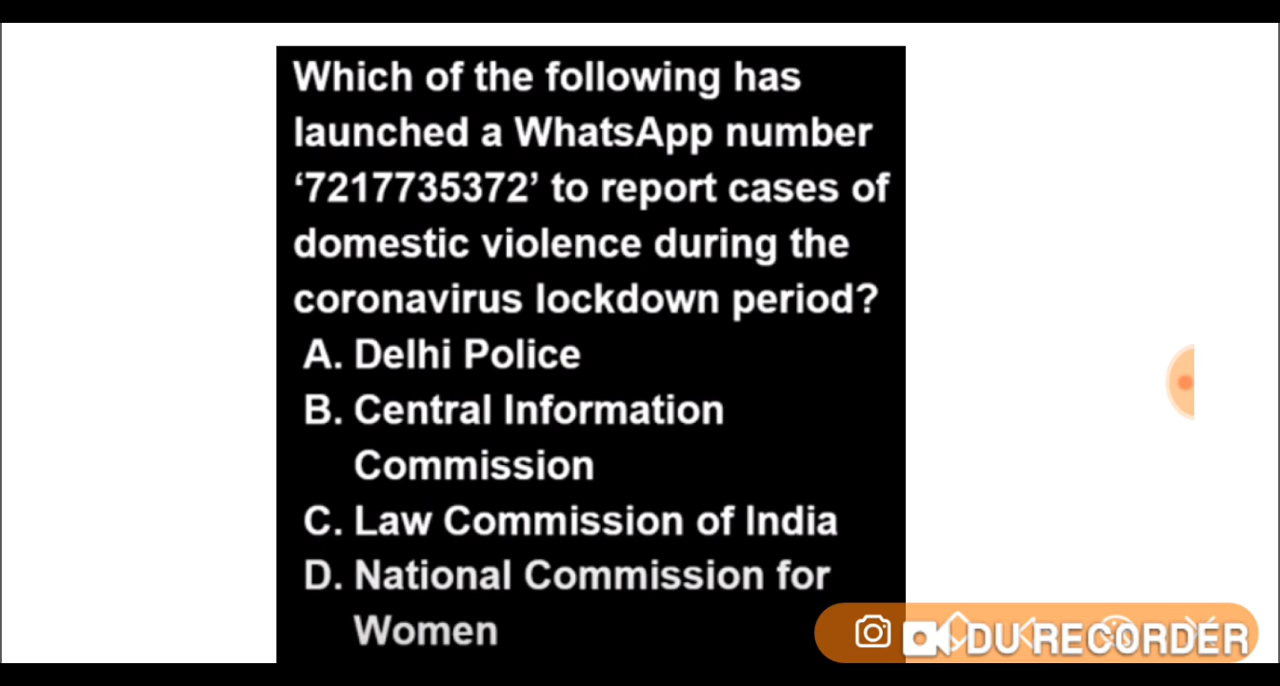 Which of the following has
launched a WhatsApp number
‘7217735372’ to report cases of
domestic violence during the
coronavirus lockdown period?
A. Delhi Police
B. Central Information
Commission
C. Law Commission of India
D. National Commission for
Women
DU RECORDER